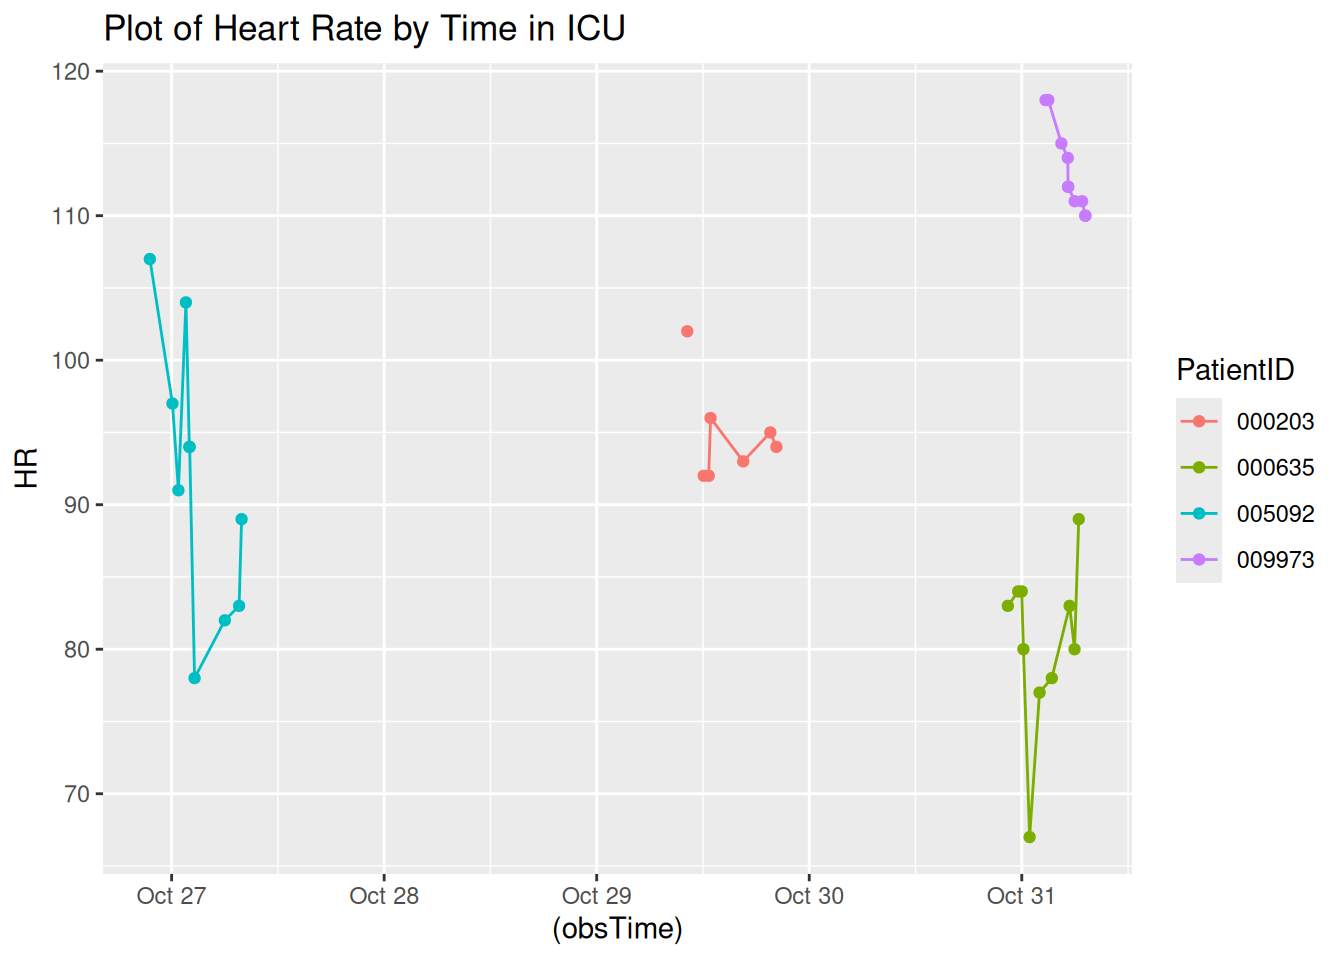 Plot of Heart Rate by Time in ICU
120
110
100
90
80
70
HR
Oct 27
Oct 28
Oct 29
Oct 30
Oct 31
(obsTime)
PatientID
000203
000635
005092
009973